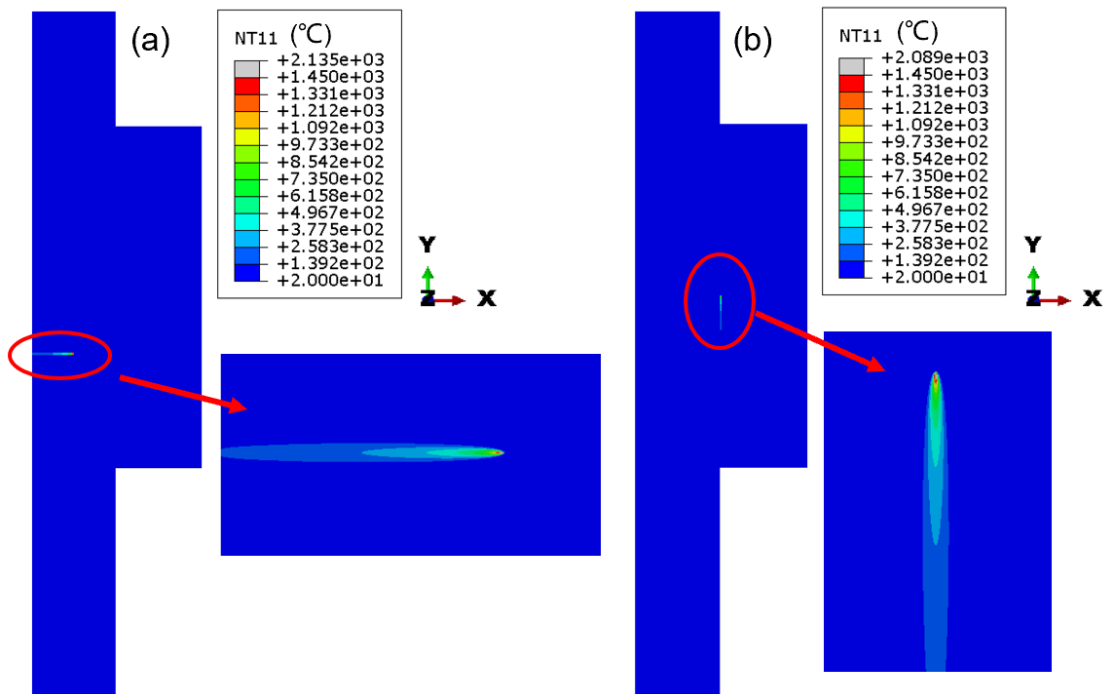 (a)
NT11 (℃)
+2.135e+03
+1.450e+03
+1.331e+03
+1.212e+03
+1.092e+03
+9.733e+02
+8.542e+02
+7.350e+02
+6.158e+02
+4.967e+02
+3.775e+02
+2.583e+02
+1.392e+02
+2.000e+01
Y
Z X
(b)
NT11 (℃)
+2.089e+03
+1.450e+03
+1.331e+03
+1.212e+03
+1.092e+03
+9.733e+02
+8.542e+02
+7.350e+02
+6.158e+02
+4.967e+02
+3.775e+02
+2.583e+02
+1.392e+02
+2.000e+01
Y
Z X